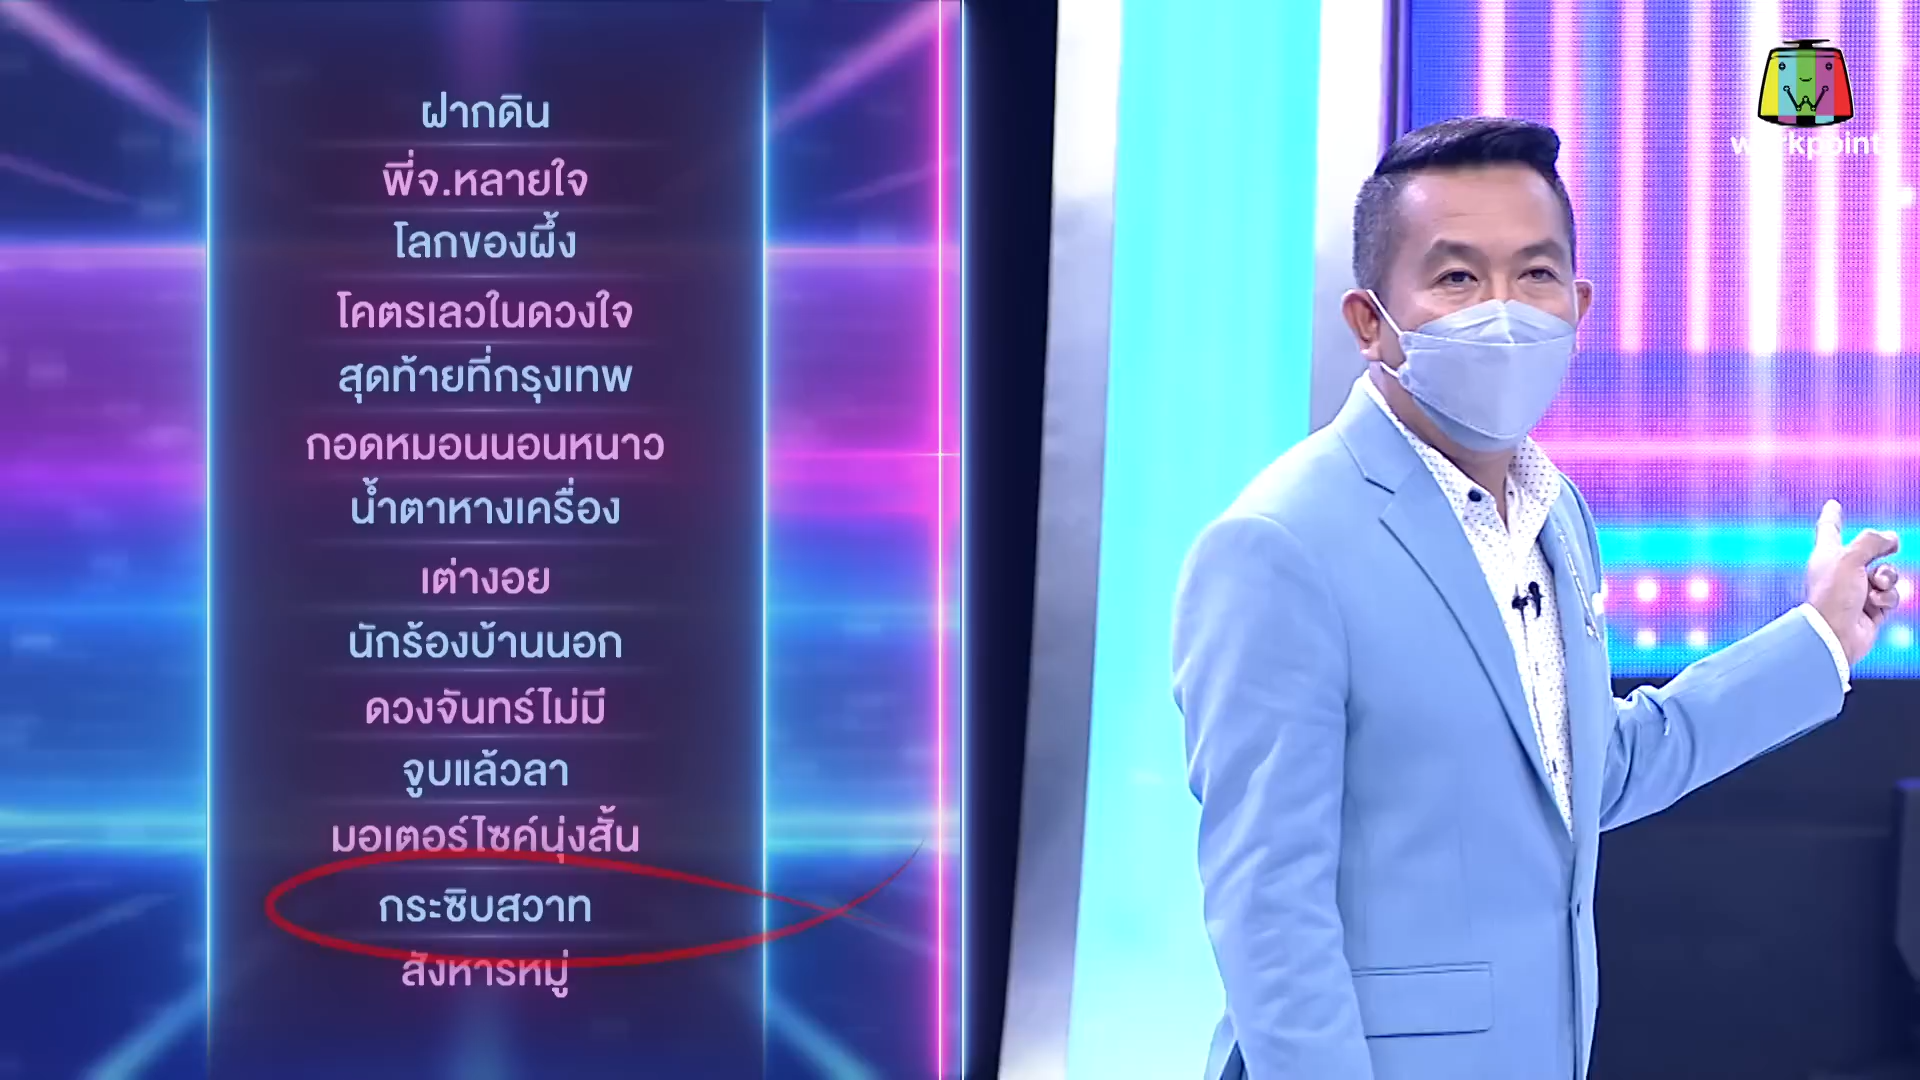 ฝากดิน
พี่จ.หลายใจ
โลกของผึ้ง
โคตรเลวในดวงใจ
สุดท้ายที่กรุงเทพ
กอดหมอนนอนหนาว
น้ำตาหางเครื่อง
เต่างอย
นักร้องบ้านนอก
ดวงจันทร์ไม่มี
จูบแล้วลา
มอเตอร์ไซค์นุ่งสั้น
กระซิบสวาท
สังหารหมู่
workpoint